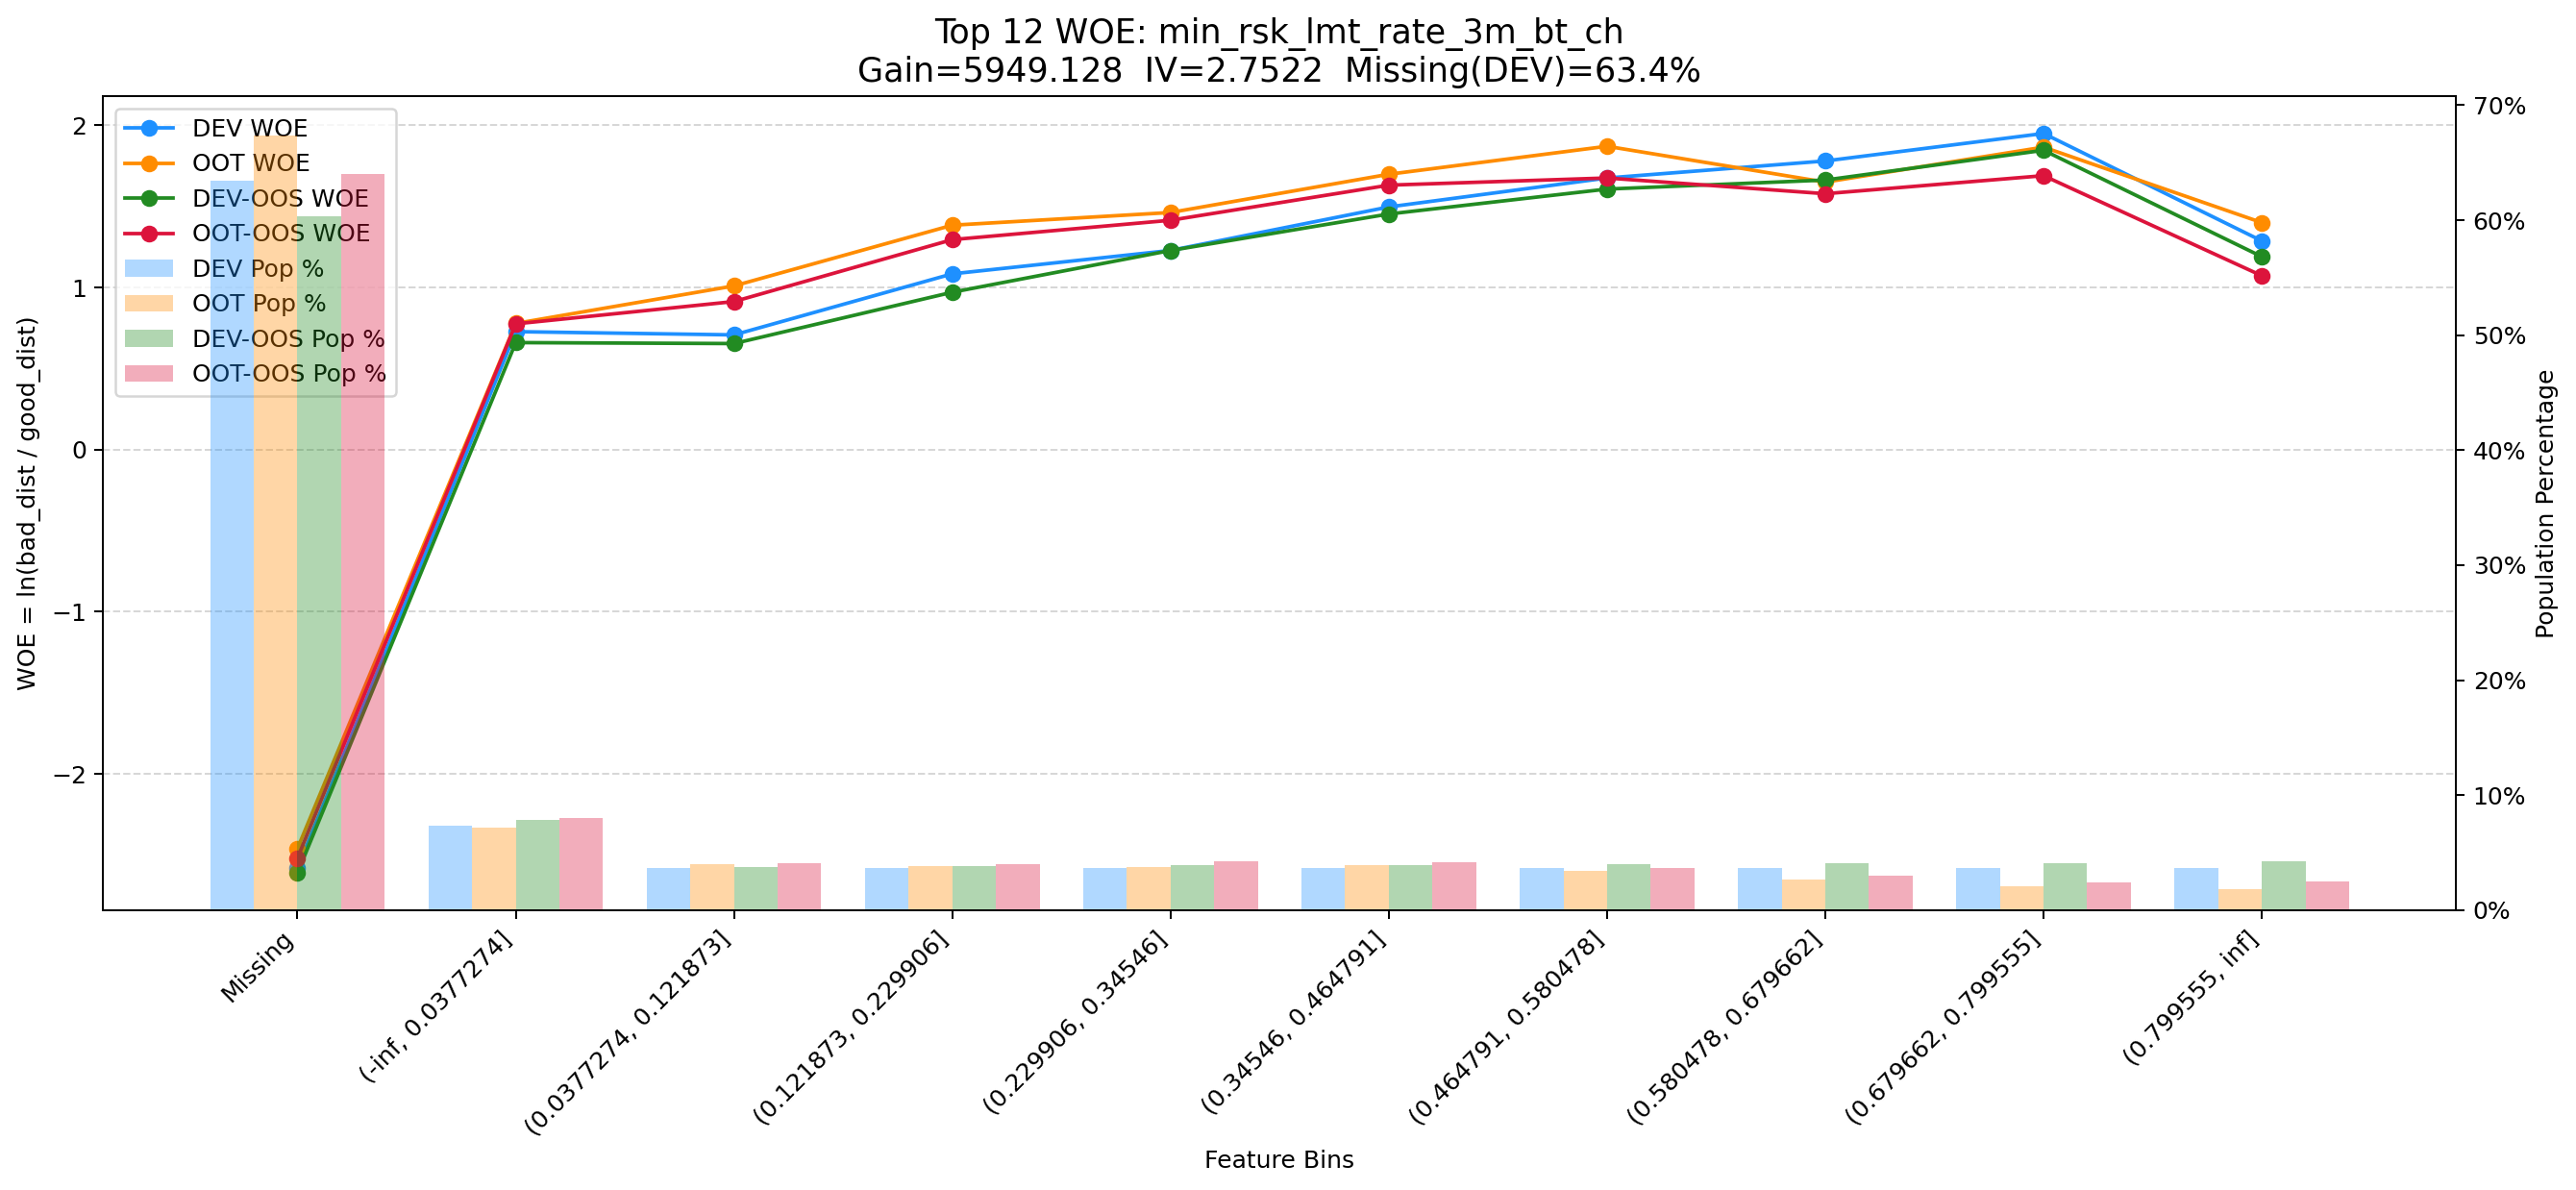 Top 12 WOE: min_rsk_lmt_rate_3m_bt_ch
Gain=5949.128  IV=2.7522  Missing(DEV)=63.4%
DEV WOE
OOT WOE
DEV-OOS WOE
OOT-OOS WOE
DEV Pop %
OOT Pop %
DEV-OOS Pop %
OOT-OOS Pop %
WOE = ln(bad_dist / good_dist)
2
1
0
−1
−2
70%
60%
50%
40%
30%
20%
10%
0%
Population Percentage
Missing
(-inf, 0.0377274]
(0.0377274, 0.121873]
(0.121873, 0.229906]
(0.229906, 0.34546]
(0.34546, 0.464791]
(0.464791, 0.580478]
(0.580478, 0.679662]
(0.679662, 0.799555]
(0.799555, inf]
Feature Bins